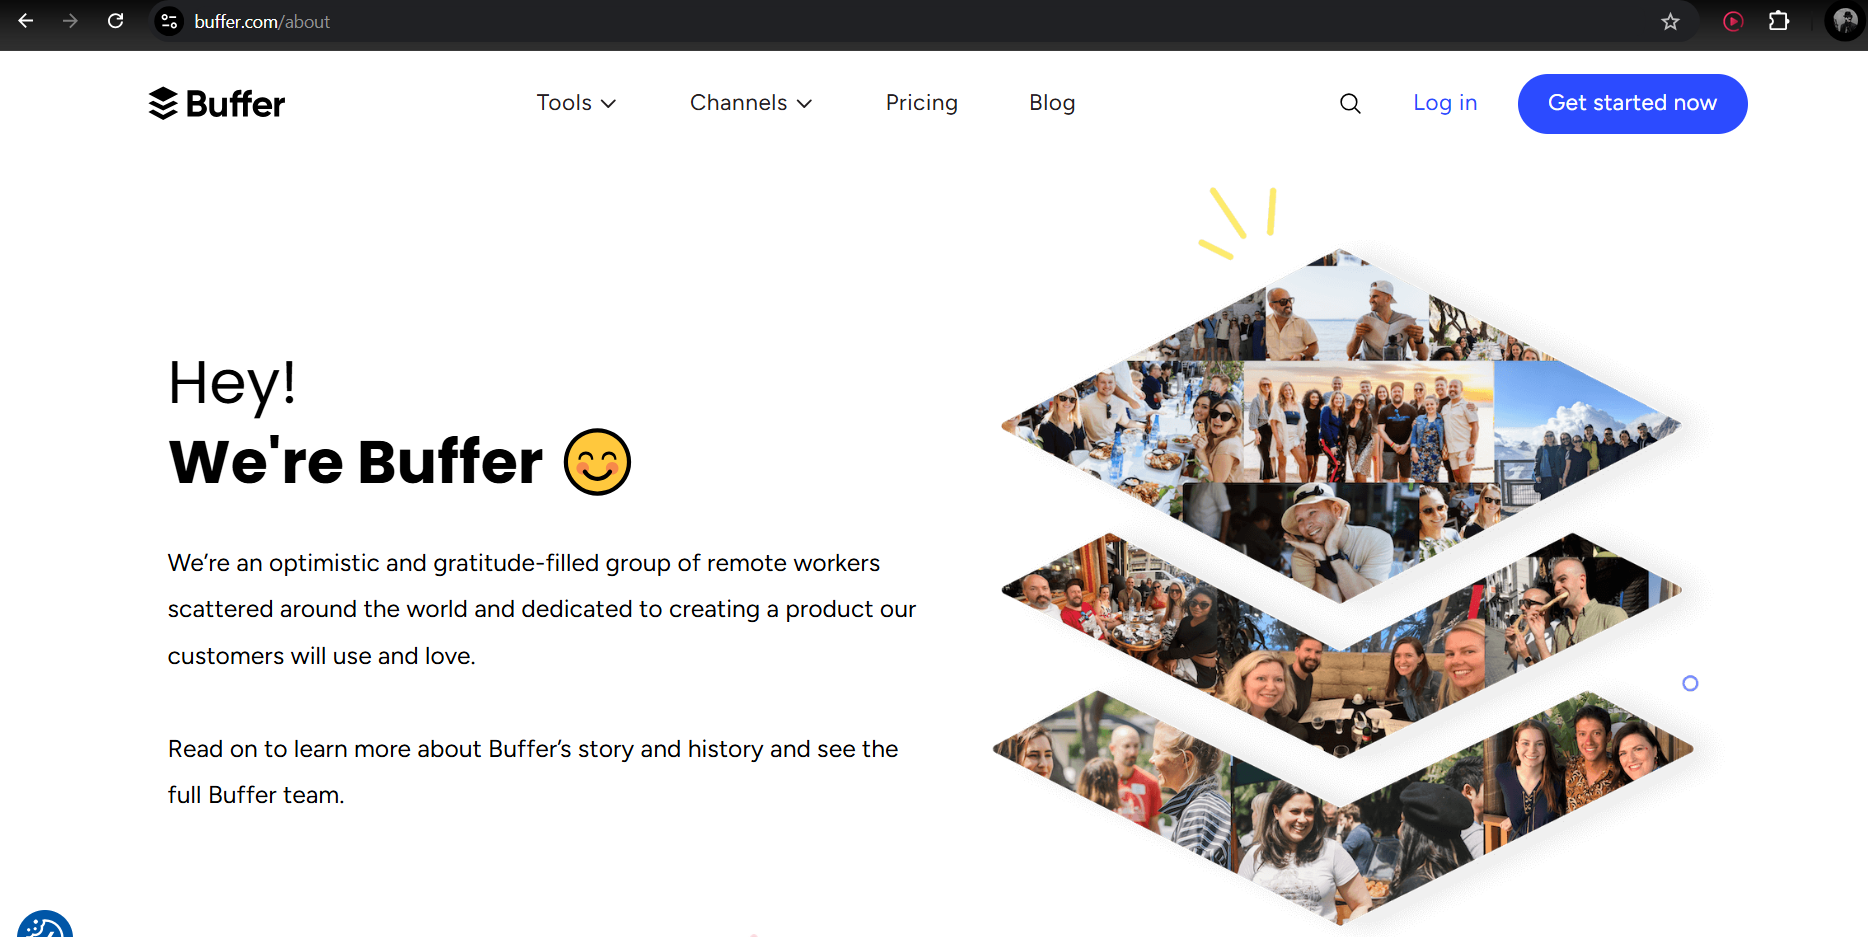 buffer.com/about
Buffer
Tools
Channels
Pricing
Blog
Log in
Get started now
Hey!
We're Buffer 😊
We’re an optimistic and gratitude-filled group of remote workers
scattered around the world and dedicated to creating a product our
customers will use and love.
Read on to learn more about Buffer’s story and history and see the
full Buffer team.